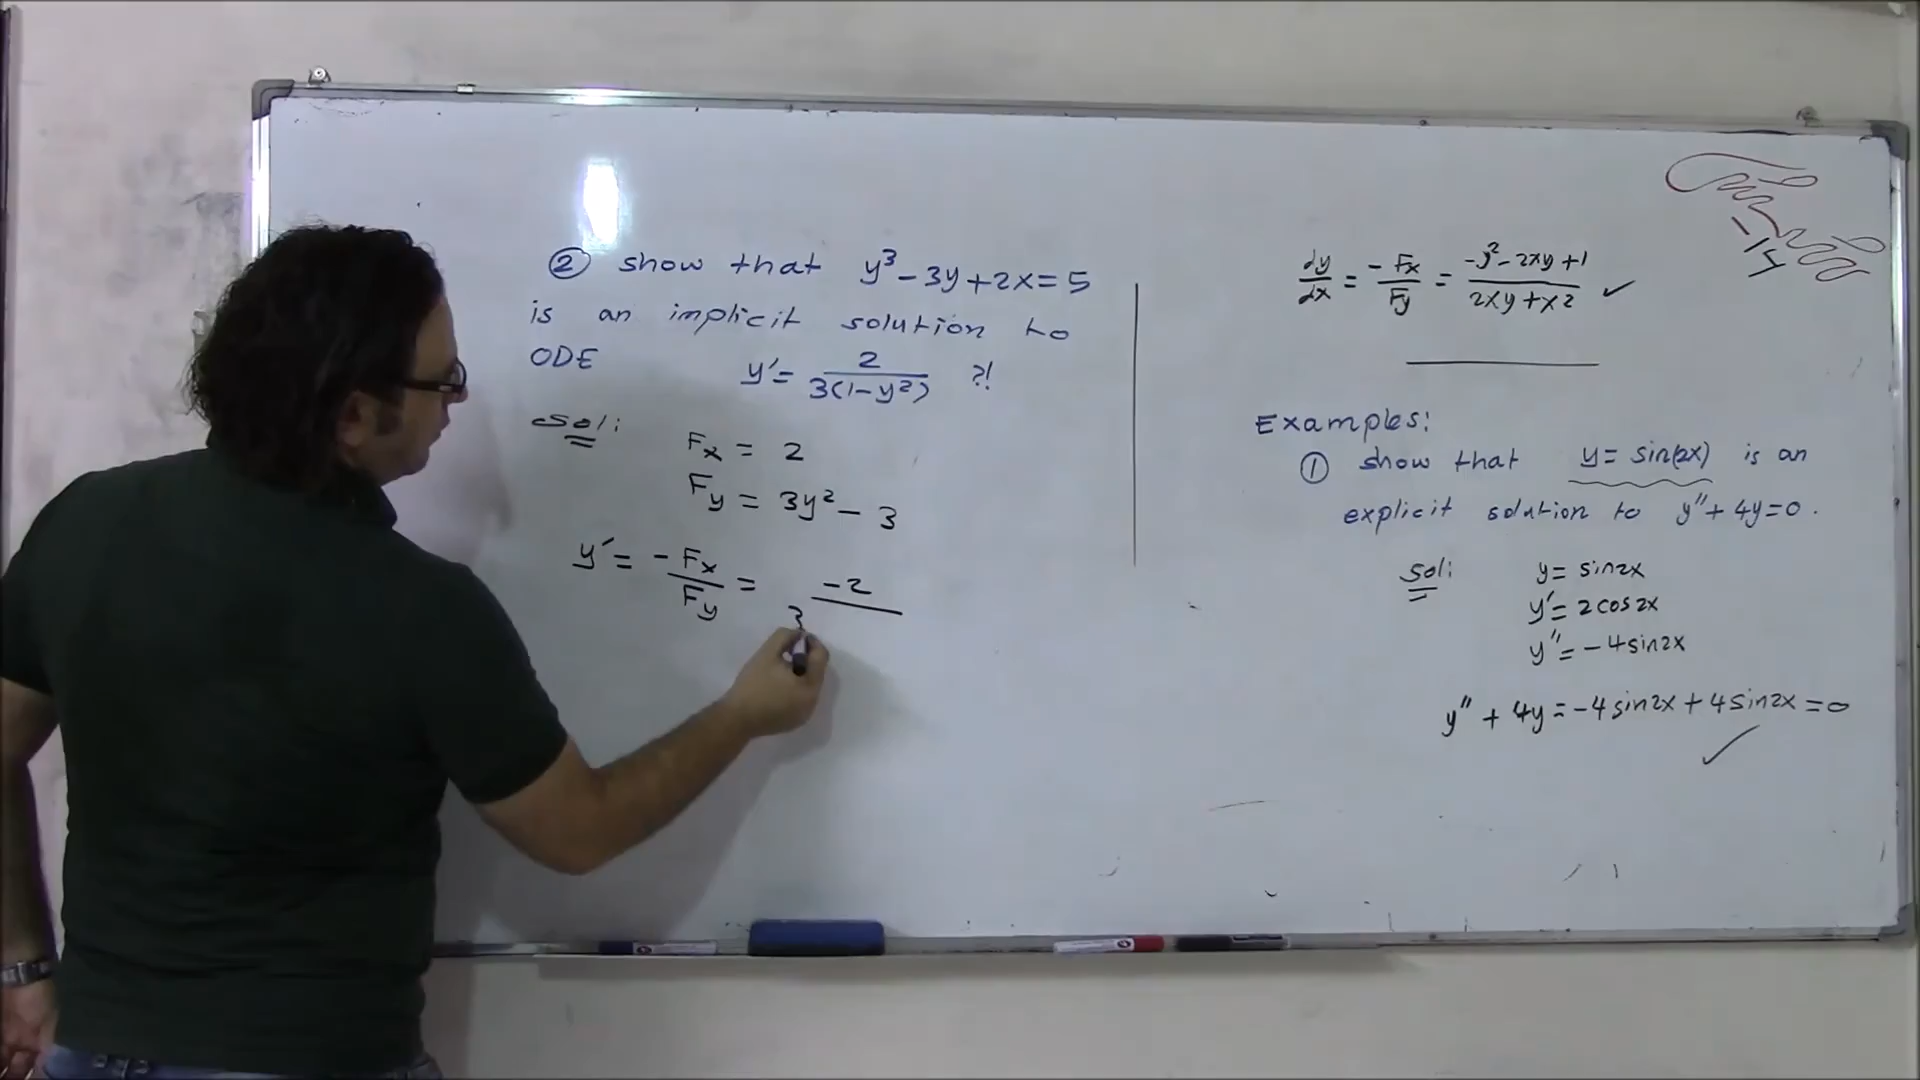 ② show that y³ - 3y + 2x = 5
is an implicit solution to
ODE y′ = 2 / 3(1-y²) ?!
Sol:
Fx = 2
Fy = 3y² - 3
y′ = -Fx / Fy = -2 / 3
dy/dx = -Fx / Fy = -y² - 2xy + 1 / 2xy + x2 ✓
Examples:
① show that y = sin(2x) is an
explicit solution to y″ + 4y = 0.
Sol:
y = sin2x
y′ = 2cos2x
y″ = -4sin2x
y″ + 4y = -4sin2x + 4sin2x = 0
✓